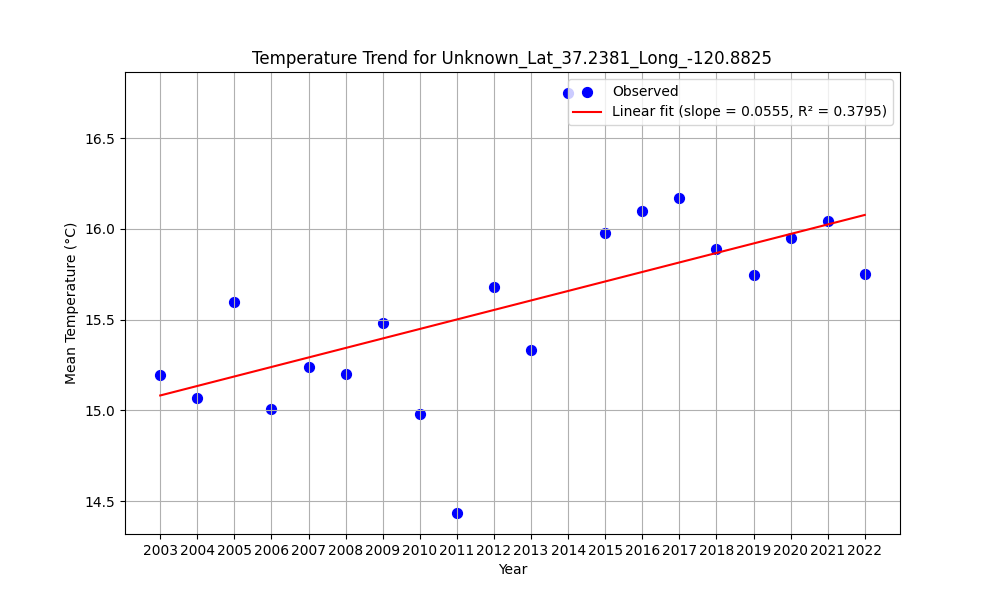 Temperature Trend for Unknown_Lat_37.2381_Long_-120.8825
Observed
Linear fit (slope = 0.0555, R² = 0.3795)
Mean Temperature (°C)
16.5
16.0
15.5
15.0
14.5
2003 2004 2005 2006 2007 2008 2009 2010 2011 2012 2013 2014 2015 2016 2017 2018 2019 2020 2021 2022
Year